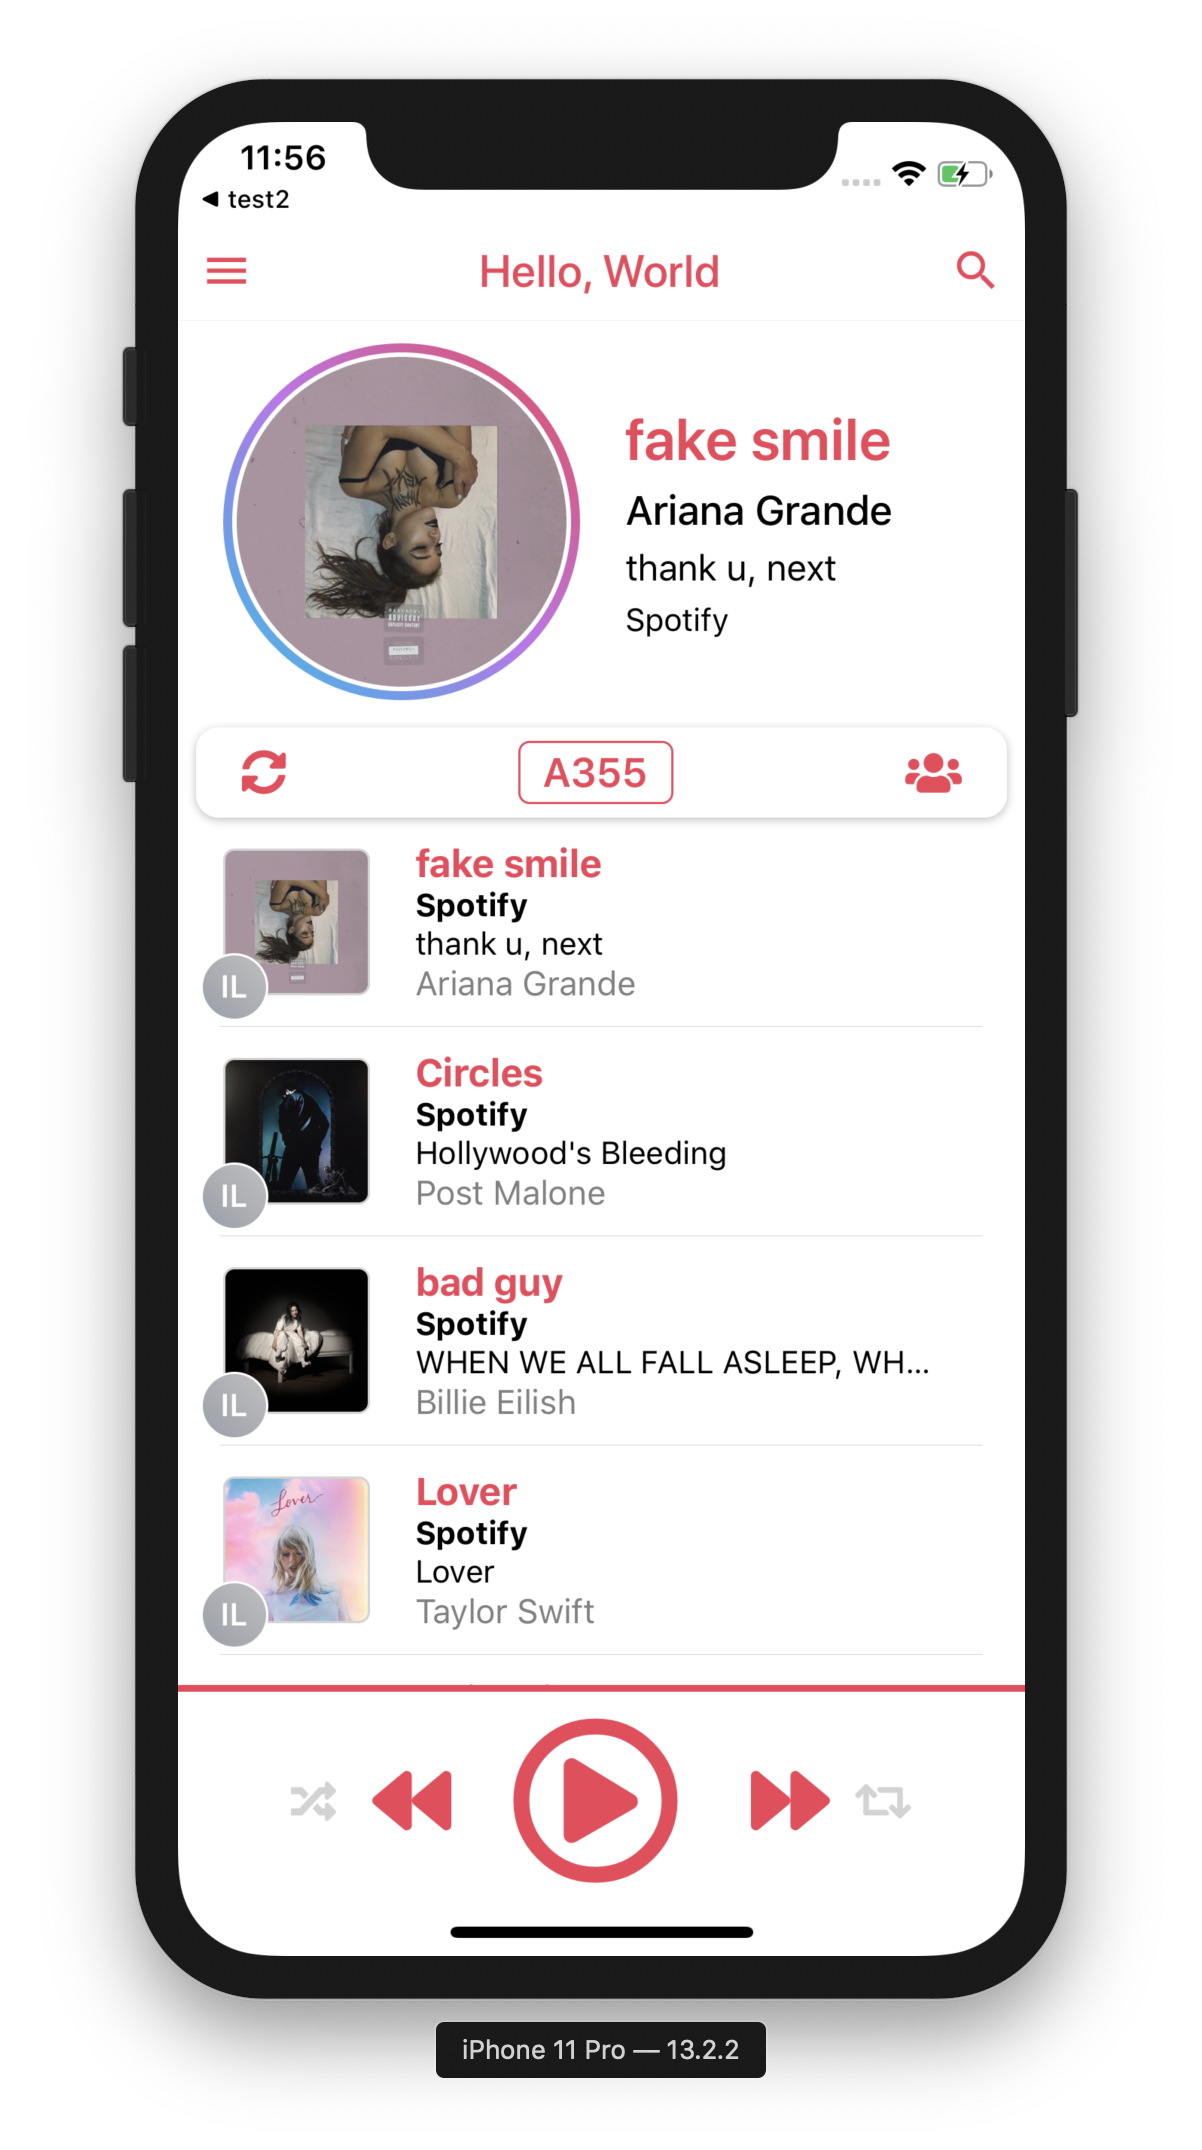 11:56
◀ test2
Hello, World
fake smile
Ariana Grande
thank u, next
Spotify
A355
fake smile
Spotify
thank u, next
Ariana Grande
IL
Circles
Spotify
Hollywood's Bleeding
Post Malone
IL
bad guy
Spotify
WHEN WE ALL FALL ASLEEP, WH...
Billie Eilish
IL
Lover
Lover
Spotify
Lover
Taylor Swift
IL
iPhone 11 Pro — 13.2.2